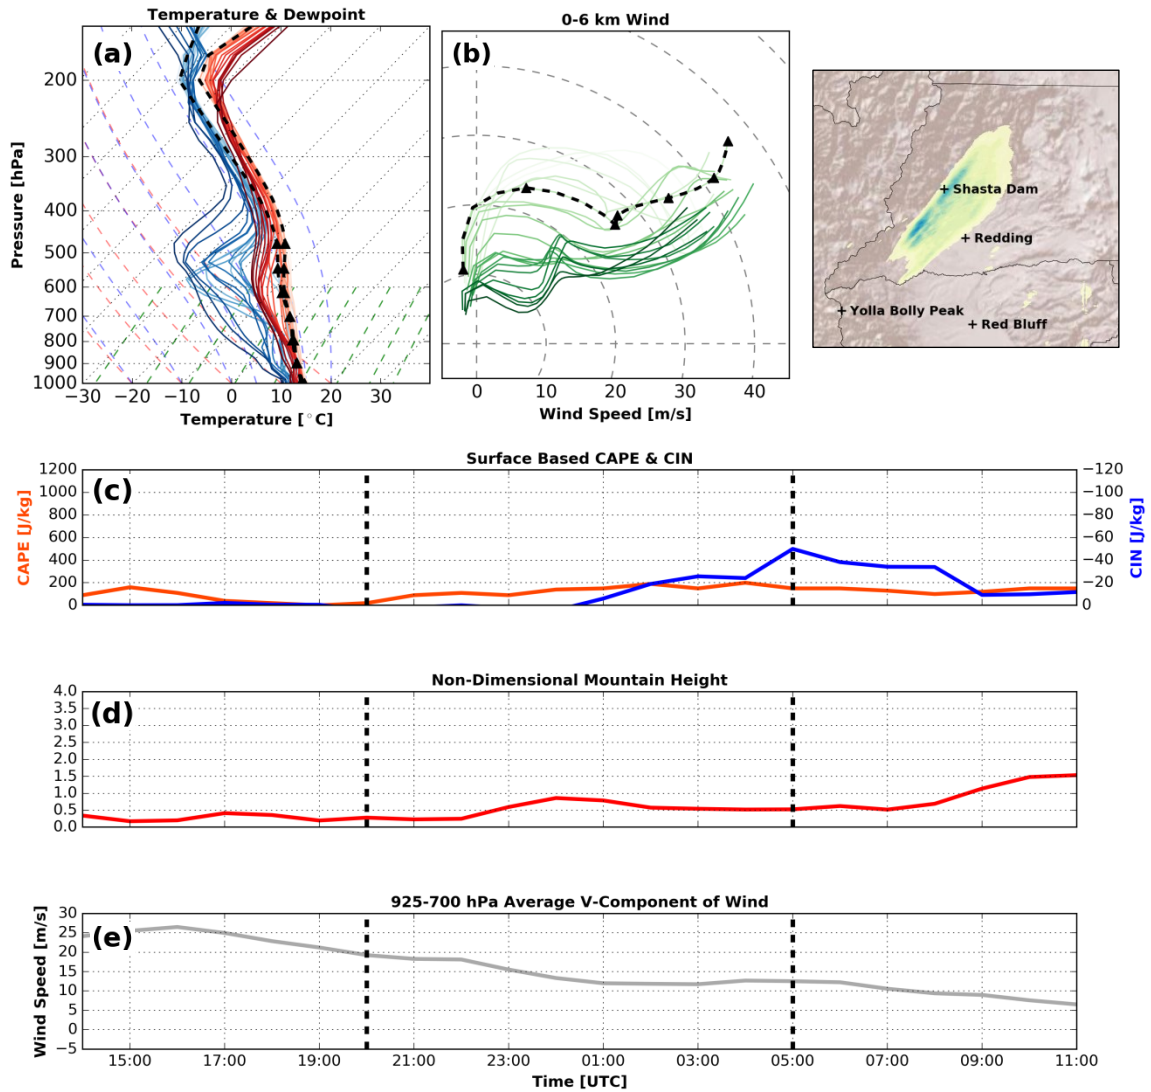 Temperature & Dewpoint
(a)
200
300
400
500
600
700
800
900
1000
Pressure [hPa]
−30 −20 −10 0 10 20 30
Temperature [°C]
0-6 km Wind
(b)
0 10 20 30 40
Wind Speed [m/s]
+ Shasta Dam
+ Redding
+ Yolla Bolly Peak
+ Red Bluff
Surface Based CAPE & CIN
(c)
CAPE [J/kg]
1200
1000
800
600
400
200
0
−120
−100
−80
−60
−40
−20
0
CIN [J/kg]
Non-Dimensional Mountain Height
(d)
4.0
3.5
3.0
2.5
2.0
1.5
1.0
0.5
0.0
925-700 hPa Average V-Component of Wind
(e)
Wind Speed [m/s]
30
25
20
15
10
5
0
−5
15:00 17:00 19:00 21:00 23:00 01:00 03:00 05:00 07:00 09:00 11:00
Time [UTC]